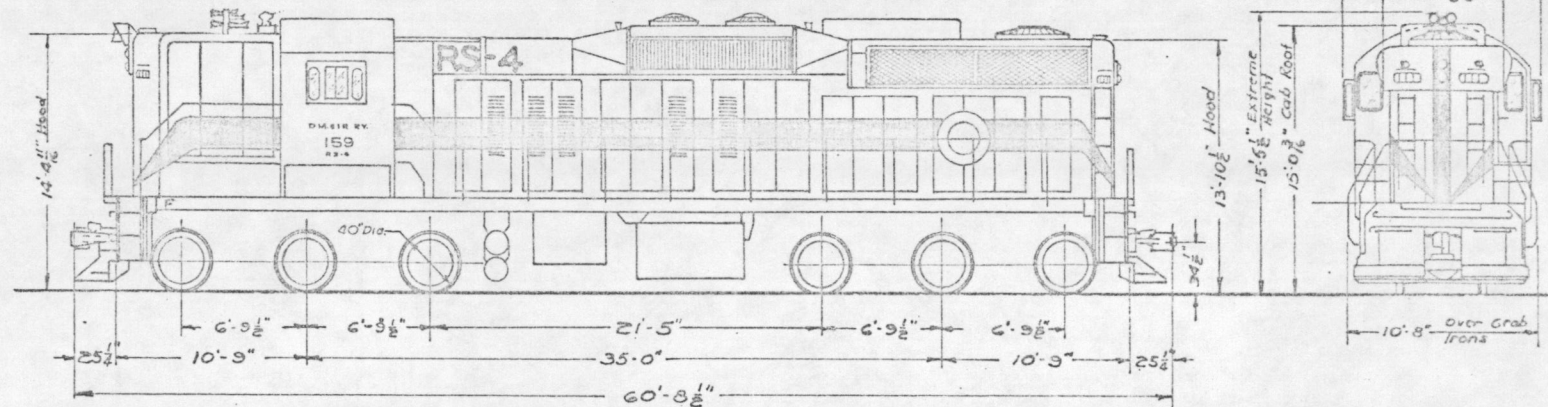 RS-4
D.M.&I.R. RY.
159
RS-4
14'-4 11/16" Hood
40" Dia.
13'-10 1/2" Hood
34 1/2"
15'-5 1/2" Extreme Height
15'-0 3/16" Cab Roof
6'-9 1/2"
6'-9 1/2"
21'-5"
6'-9 1/2"
6'-9 1/2"
25 1/4"
10'-9"
35'-0"
10'-9"
25 1/4"
60'-8 1/2"
10'-8" Over Grab Irons